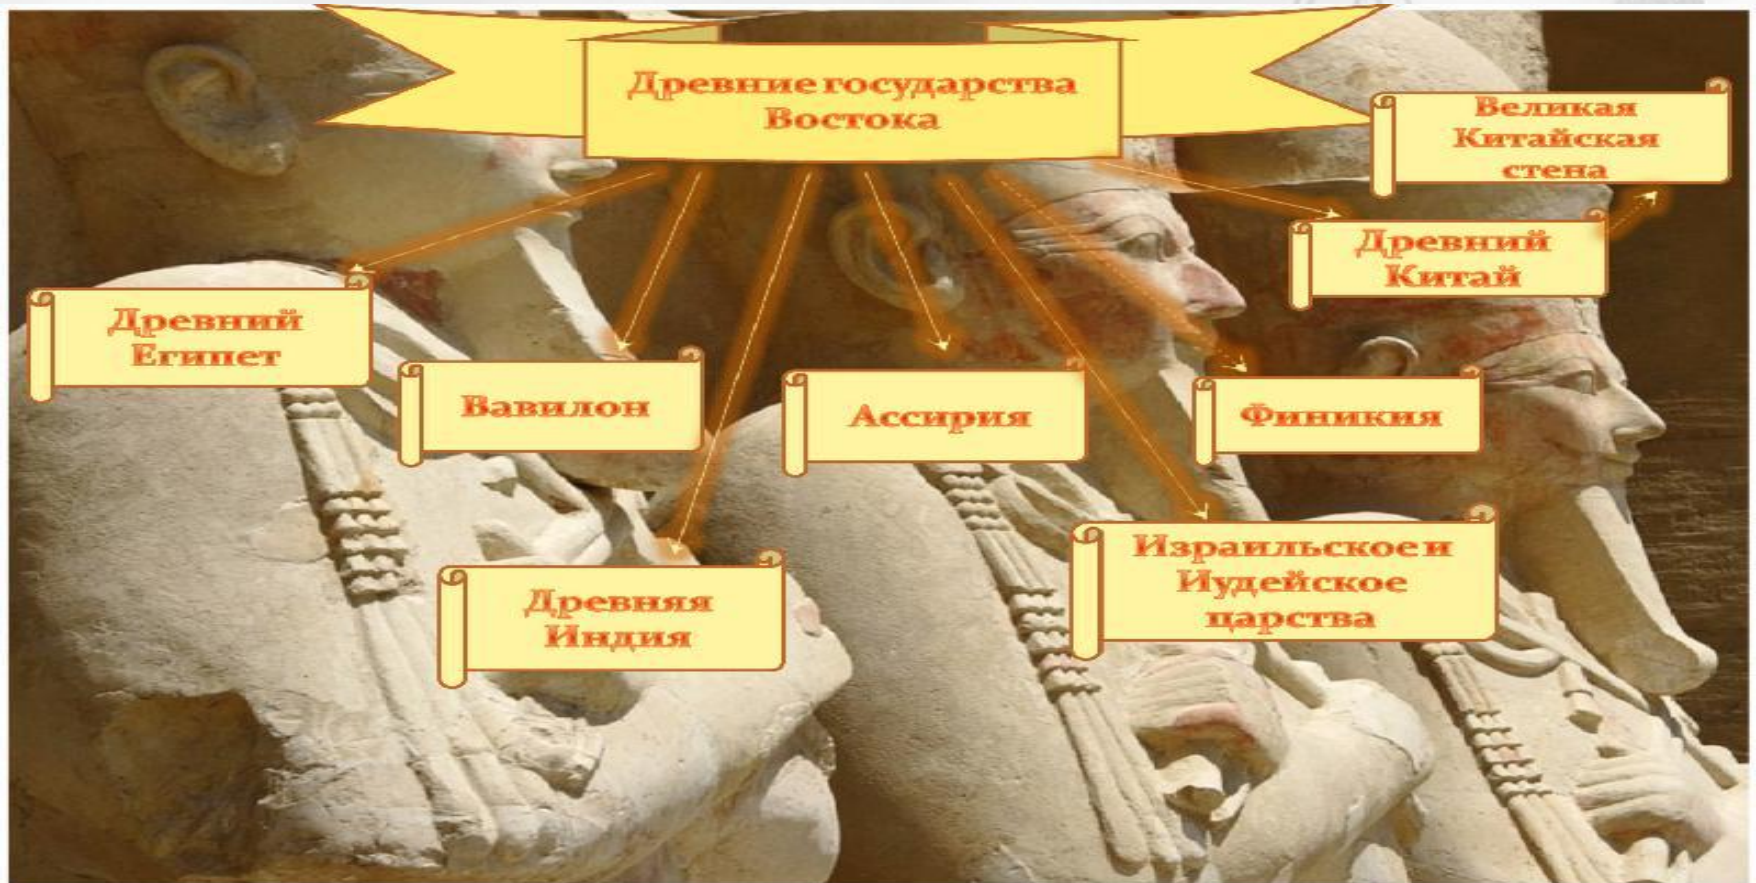 Древние государства
Востока
Великая
Китайская
стена
Древний
Китай
Древний
Египет
Вавилон
Ассирия
Финикия
Древняя
Индия
Израильское и
Иудейское
царства